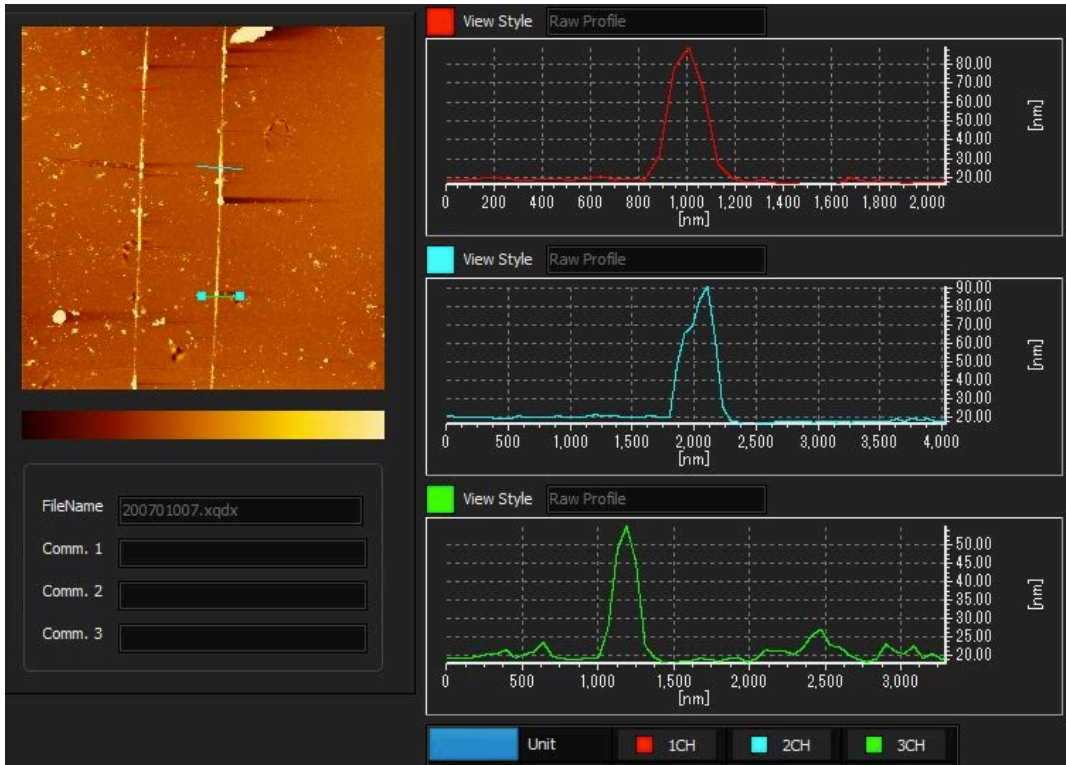 View Style Raw Profile
80.00
70.00
60.00
50.00
40.00
30.00
20.00
[nm]
0 200 400 600 800 1,000 1,200 1,400 1,600 1,800 2,000
[nm]
View Style Raw Profile
90.00
80.00
70.00
60.00
50.00
40.00
30.00
20.00
[nm]
0 500 1,000 1,500 2,000 2,500 3,000 3,500 4,000
[nm]
View Style Raw Profile
50.00
45.00
40.00
35.00
30.00
25.00
20.00
[nm]
0 500 1,000 1,500 2,000 2,500 3,000
[nm]
FileName 200701007.xqdx
Comm. 1
Comm. 2
Comm. 3
Unit 1CH 2CH 3CH